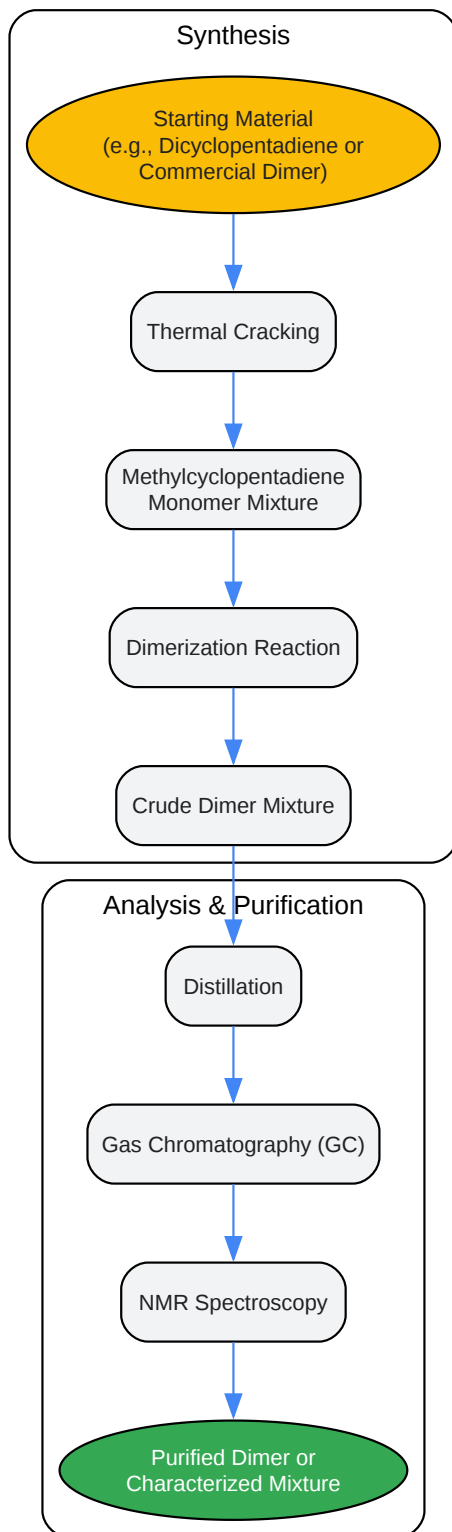 Synthesis
Starting Material
(e.g., Dicyclopentadiene or
Commercial Dimer)
Thermal Cracking
Methylcyclopentadiene
Monomer Mixture
Dimerization Reaction
Crude Dimer Mixture
Analysis & Purification
Distillation
Gas Chromatography (GC)
NMR Spectroscopy
Purified Dimer or
Characterized Mixture